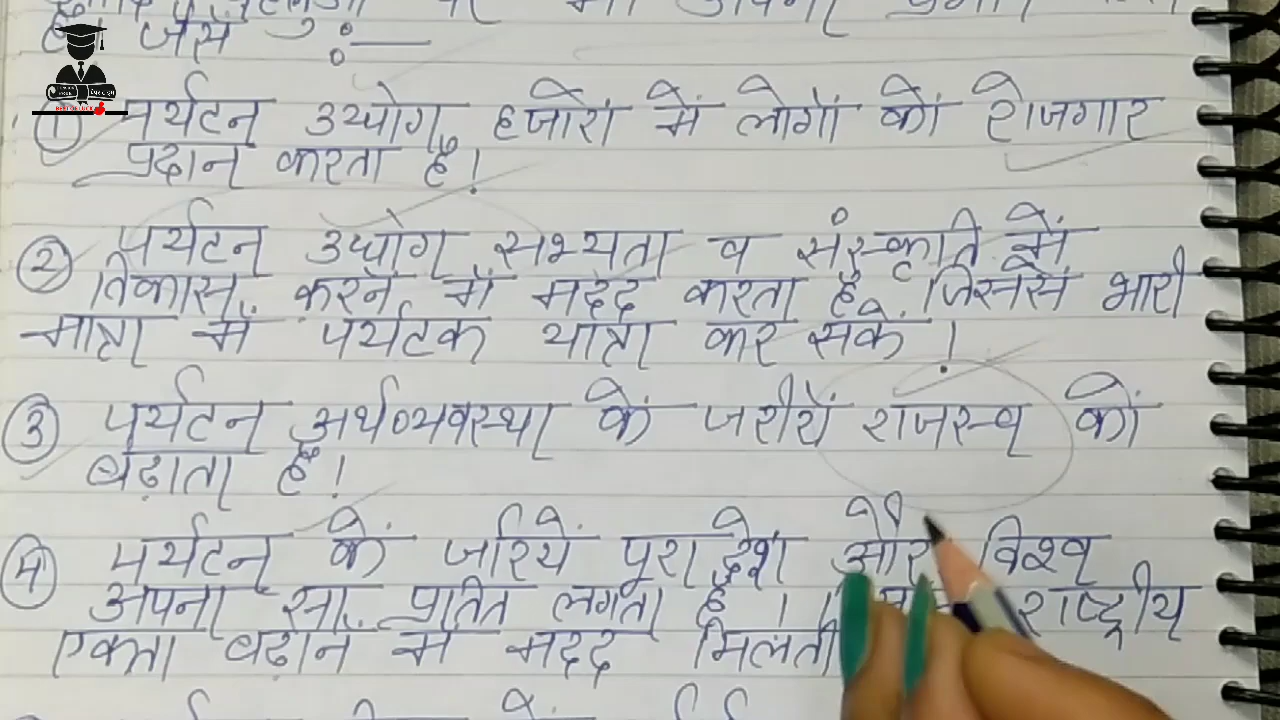 है जैसे :—
① पर्यटन उद्योग, हजारों में लोगों को रोजगार
प्रदान करता है।
② पर्यटन उद्योग सभ्यता व संस्कृति में
विकास करने में मदद करता है, जिससे भारी
मात्रा में पर्यटक यात्रा कर सके।
③ पर्यटन अर्थव्यवस्था के जरीयें राजस्व को
बढ़ाता है।
④ पर्यटन के जरिये पूरा देश और विश्व
अपना सा प्रतित लगता है। राष्ट्रीय
एकता बढ़ाने में मदद मिलती